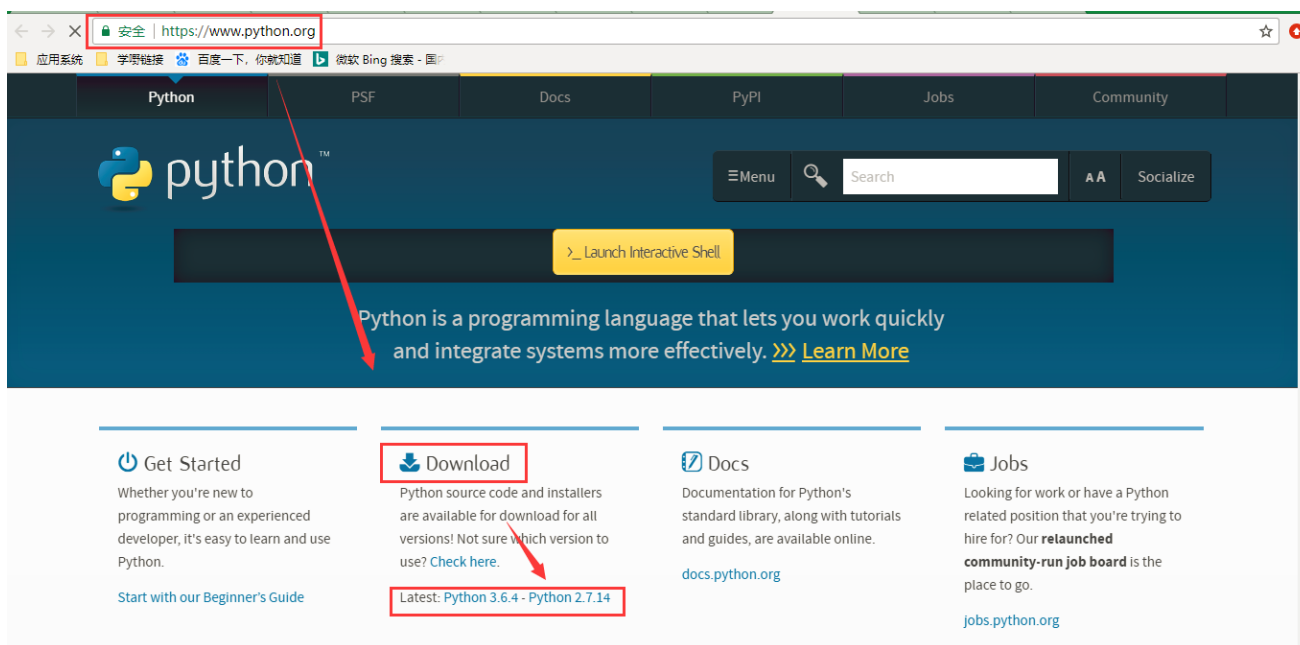 安全 | https://www.python.org
应用系统 学嘢链接 百度一下，你就知道 微软 Bing 搜索 - 国
Python PSF Docs PyPI Jobs Community
python™
≡Menu Search AA Socialize
>_ Launch Interactive Shell
Python is a programming language that lets you work quickly
and integrate systems more effectively. >>> Learn More
Get Started
Whether you're new to
programming or an experienced
developer, it's easy to learn and use
Python.
Start with our Beginner's Guide
Download
Python source code and installers
are available for download for all
versions! Not sure which version to
use? Check here.
Latest: Python 3.6.4 - Python 2.7.14
Docs
Documentation for Python's
standard library, along with tutorials
and guides, are available online.
docs.python.org
Jobs
Looking for work or have a Python
related position that you're trying to
hire for? Our relaunched
community-run job board is the
place to go.
jobs.python.org